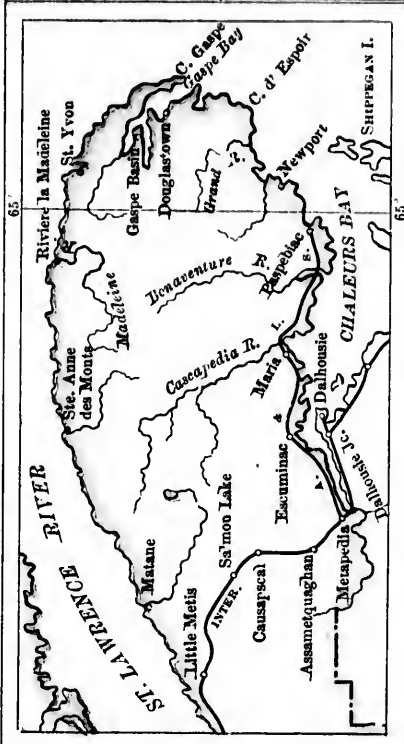 65°
ST. LAWRENCE
RIVER
Little Metis
Matane
Ste. Anne
des Monts
Riviere la Madeleine
St. Yvon
C. Gaspe
Gaspe Bay
Gaspe Basin
Douglastown
C. d' Espoir
Grand
R.
Newport
Madeleine
Bonaventure
R.
Cascapedia R.
Paspebiac
Maria
A. & L. S.
Escuminac
Dalhousie
CHALEURS BAY
SHIPPEGAN I.
Dalhousie Jc.
Metapedia
Assametquaghan
Causapscal
Sa'moo Lake
INTER.
65°